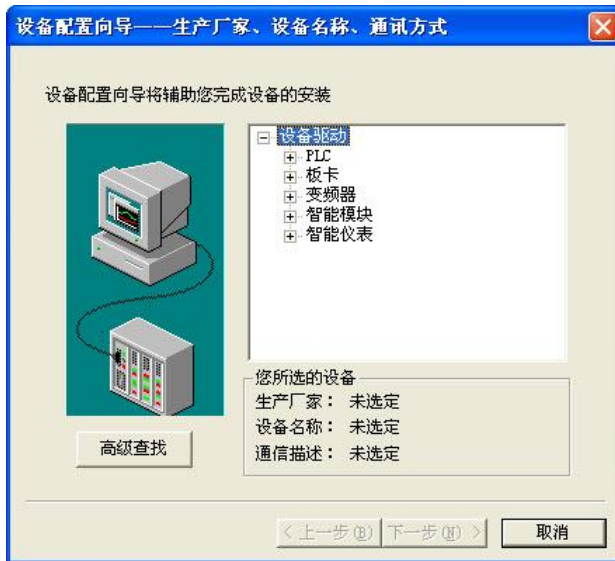 设备配置向导——生产厂家、设备名称、通讯方式
设备配置向导将辅助您完成设备的安装
设备驱动
PLC
板卡
变频器
智能模块
智能仪表
您所选的设备
生产厂家： 未选定
设备名称： 未选定
通信描述： 未选定
高级查找
< 上一步(B) 下一步(N) > 取消